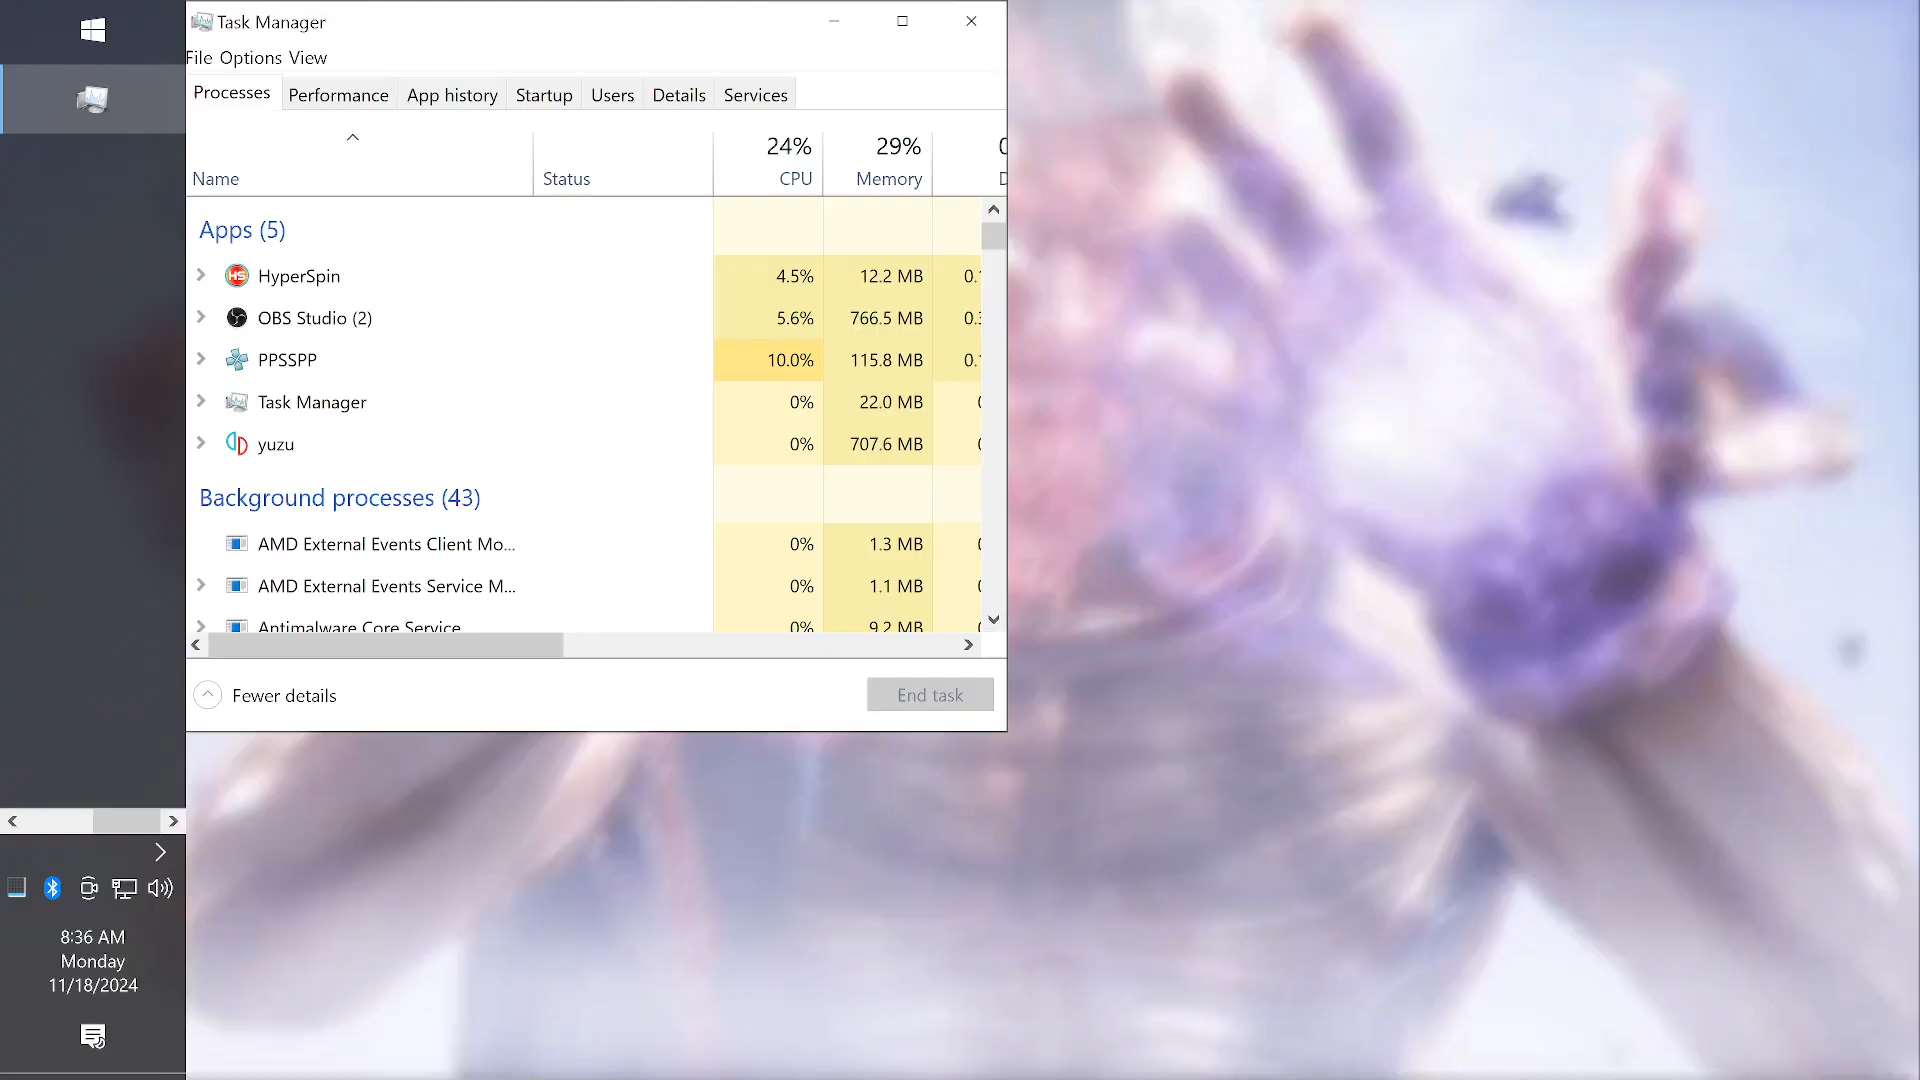 Task Manager
File Options View
Processes Performance App history Startup Users Details Services
24% 29%
Name Status CPU Memory
Apps (5)
HyperSpin 4.5% 12.2 MB
OBS Studio (2) 5.6% 766.5 MB
PPSSPP 10.0% 115.8 MB
Task Manager 0% 22.0 MB
yuzu 0% 707.6 MB
Background processes (43)
AMD External Events Client Mo... 0% 1.3 MB
AMD External Events Service M... 0% 1.1 MB
Antimalware Core Service 0% 9.2 MB
Fewer details End task
8:36 AM
Monday
11/18/2024